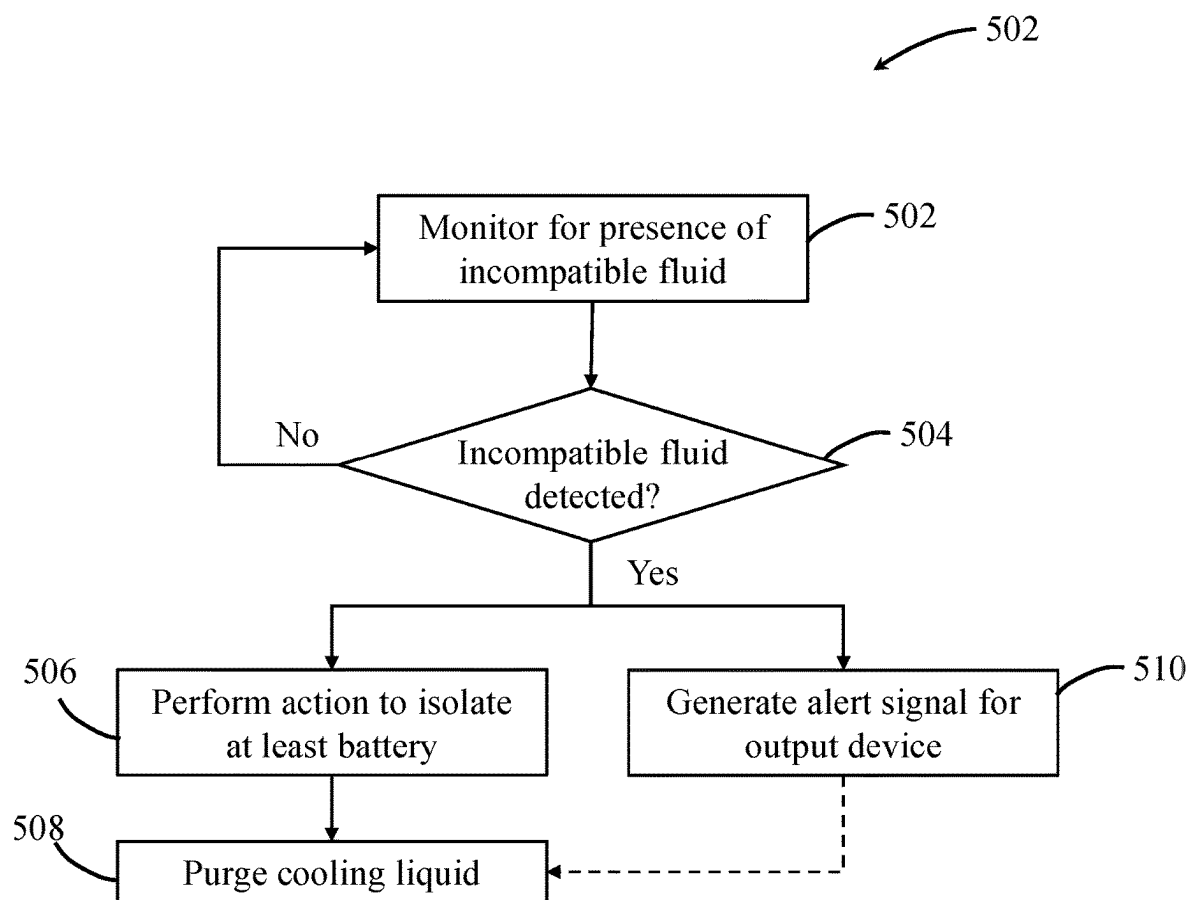 502
Monitor for presence of
incompatible fluid
502
No
Incompatible fluid
detected?
504
Yes
506
Perform action to isolate
at least battery
Generate alert signal for
output device
510
508
Purge cooling liquid